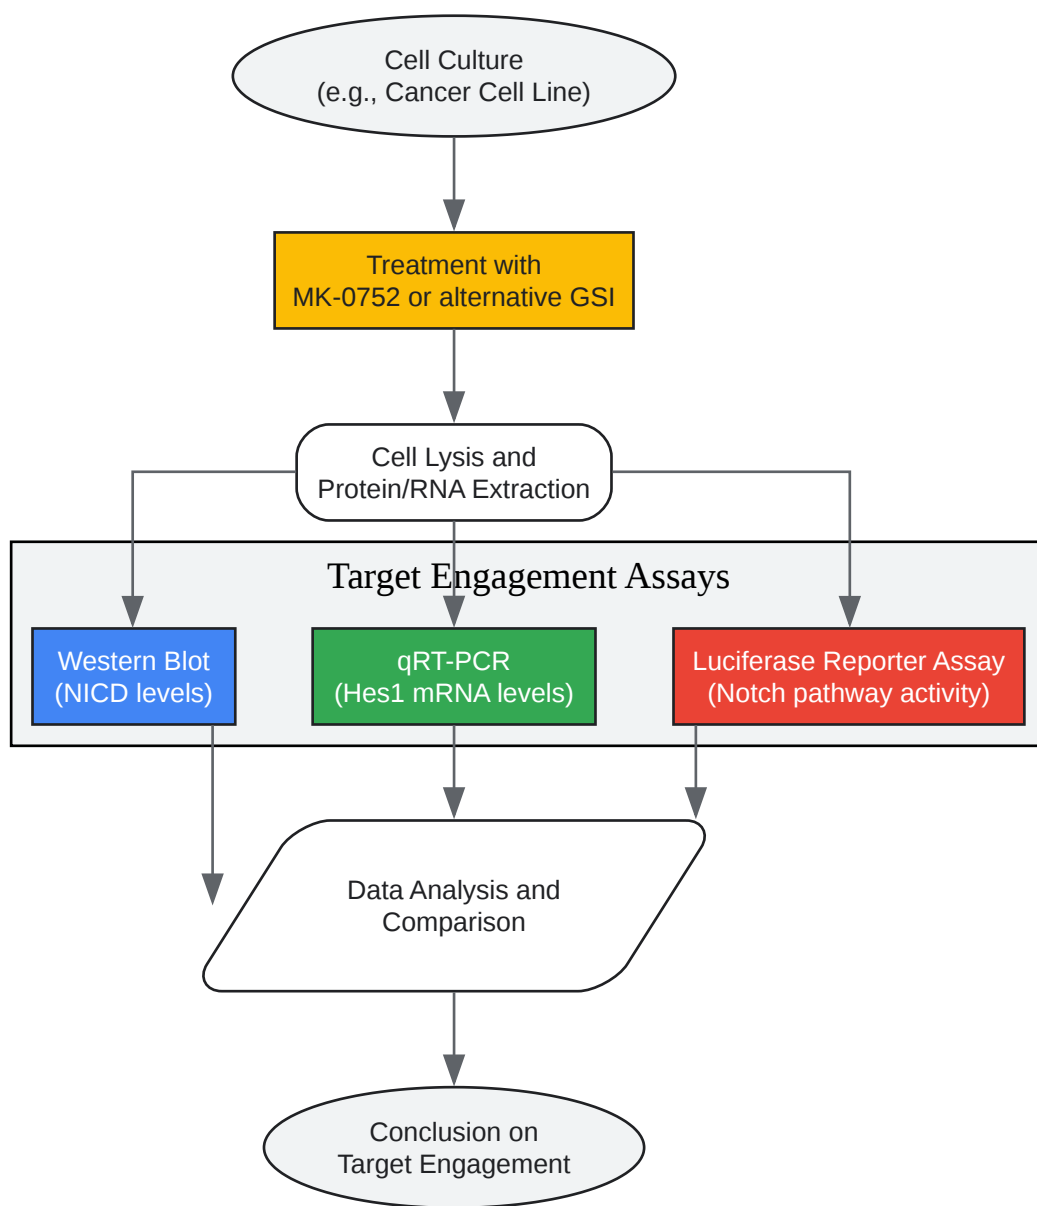 Cell Culture
(e.g., Cancer Cell Line)
Treatment with
MK-0752 or alternative GSI
Cell Lysis and
Protein/RNA Extraction
Target Engagement Assays
Western Blot
(NICD levels)
qRT-PCR
(Hes1 mRNA levels)
Luciferase Reporter Assay
(Notch pathway activity)
Data Analysis and
Comparison
Conclusion on
Target Engagement